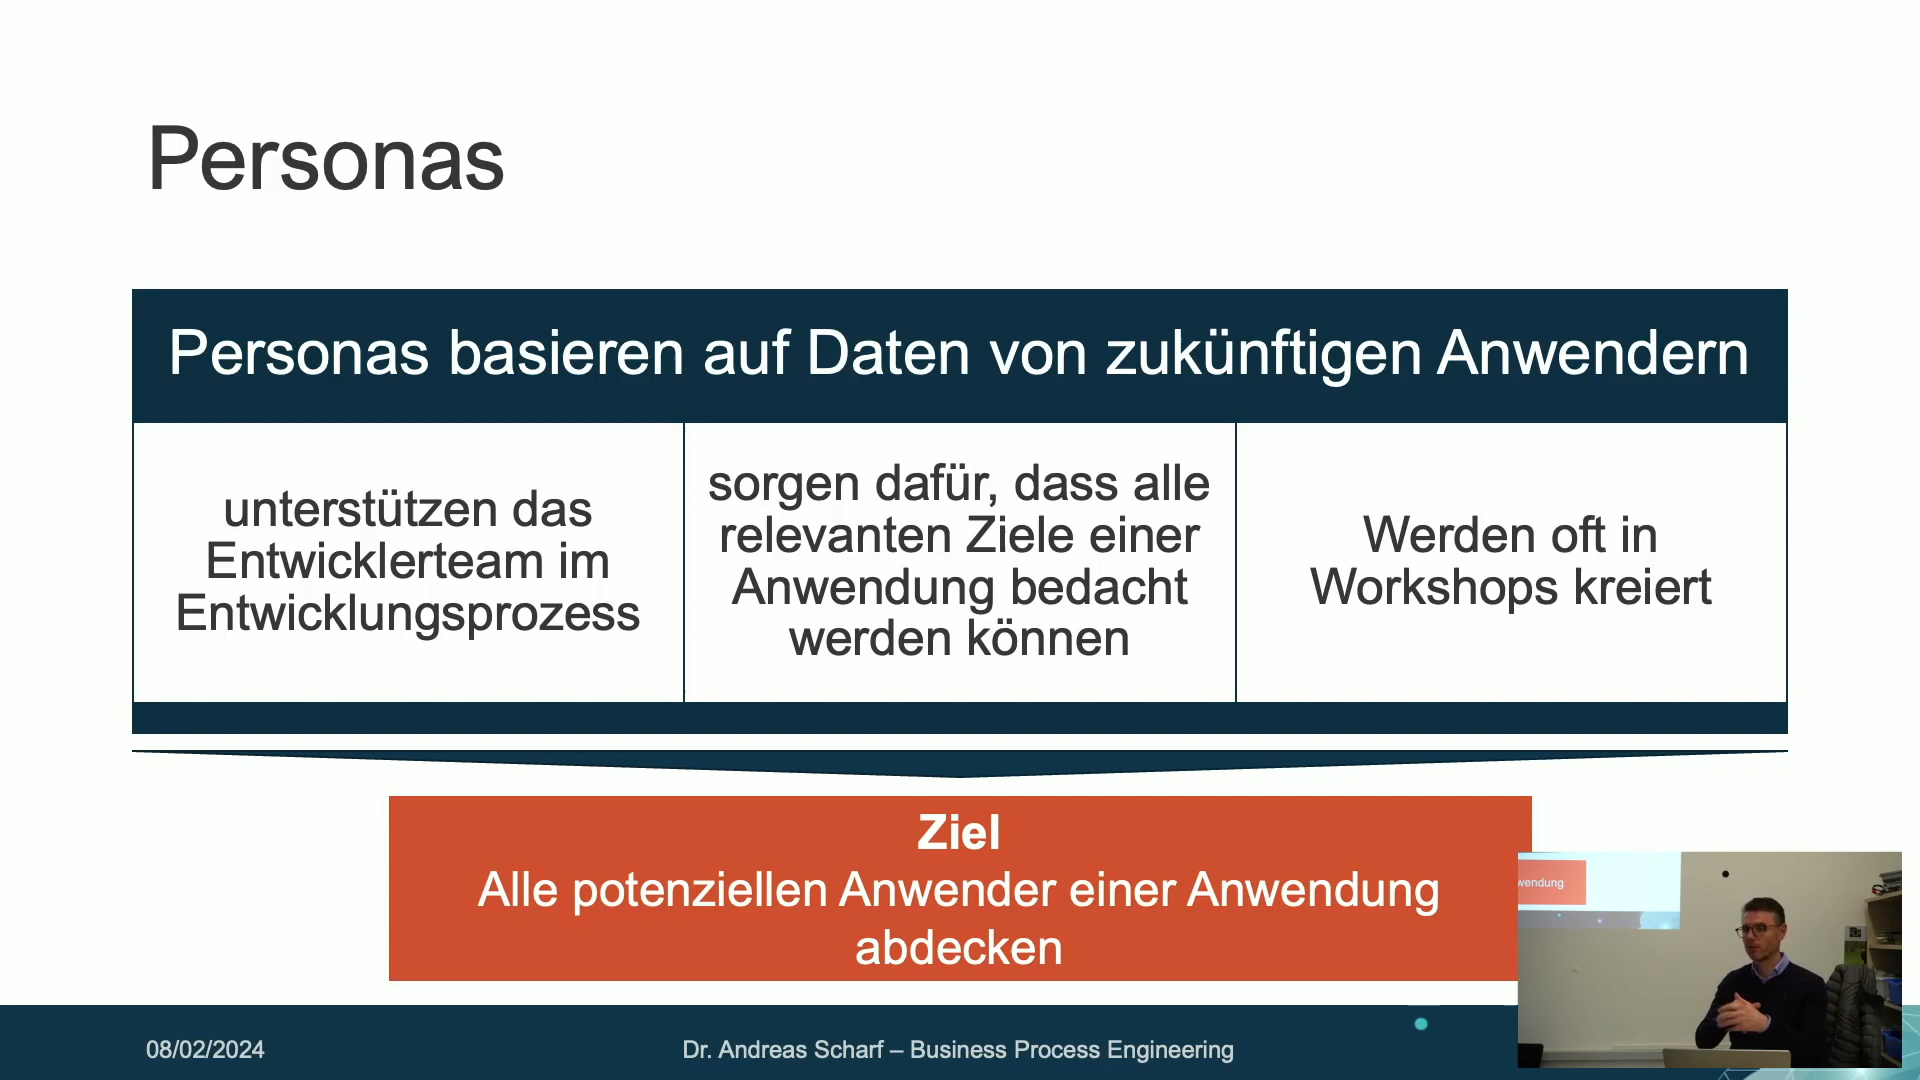 Personas
Personas basieren auf Daten von zukünftigen Anwendern
unterstützen das
Entwicklerteam im
Entwicklungsprozess
sorgen dafür, dass alle
relevanten Ziele einer
Anwendung bedacht
werden können
Werden oft in
Workshops kreiert
Ziel
Alle potenziellen Anwender einer Anwendung
abdecken
wendung
08/02/2024
Dr. Andreas Scharf – Business Process Engineering